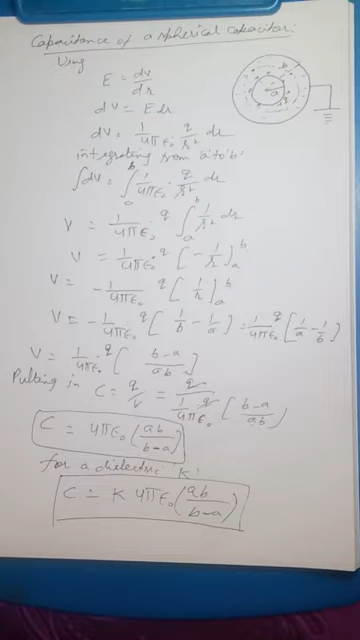 Capacitance of a spherical capacitor:
Using
E = dv/dr
dV = E dr
dV = 1/4πε₀ · q/r² dr
integrating from 'a' to 'b'
∫dV = ∫ₐᵇ 1/4πε₀ · q/r² dr
V = 1/4πε₀ · q ∫ₐᵇ 1/r² dr
V = 1/4πε₀ · q [-1/r]ₐᵇ
V = -1/4πε₀ q [1/r]ₐᵇ
V = -1/4πε₀ q [1/b - 1/a] = 1/4πε₀ q [1/a - 1/b]
V = 1/4πε₀ · q [b-a/ab]
Putting in C = q/V = q / 1/4πε₀ · q [b-a/ab]
C = 4πε₀ (ab/b-a)
for a dielectric 'K'
C = K 4πε₀ (ab/b-a)
b
a